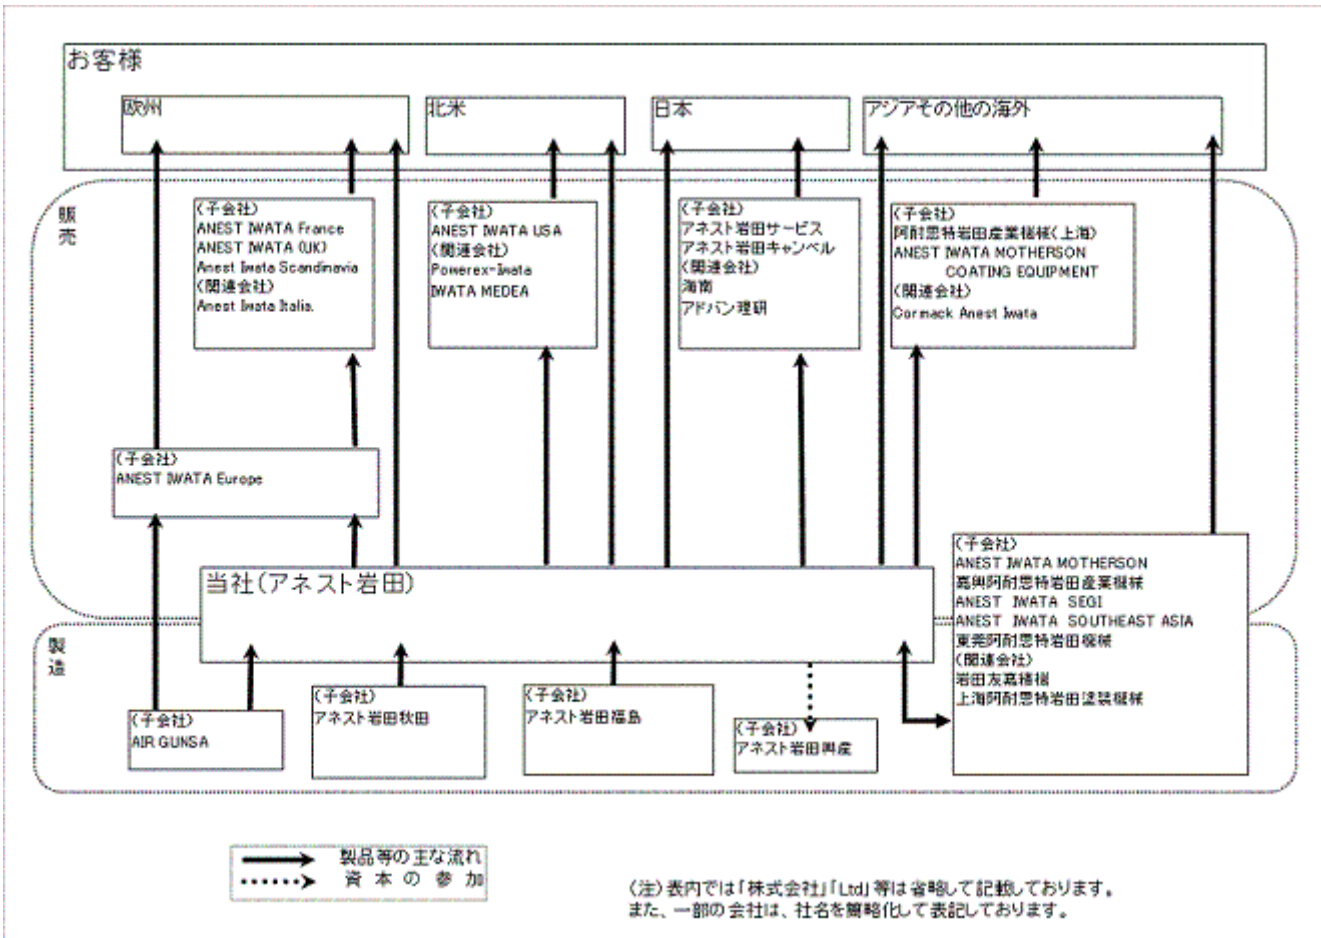 お客様
欧州
北米
日本
アジアその他の海外
販
売
(子会社)
ANEST IWATA France
ANEST IWATA (UK)
Anest Iwata Scandinavia
(関連会社)
Anest Iwata Italia.
(子会社)
ANEST IWATA USA
(関連会社)
Powerex-Iwata
IWATA MEDEA
(子会社)
アネスト岩田サービス
アネスト岩田キャンベル
(関連会社)
海南
アドバン理研
(子会社)
阿耐思特岩田産業機械(上海)
ANEST IWATA MOTHERSON
COATING EQUIPMENT
(関連会社)
Cormack Anest Iwata
(子会社)
ANEST IWATA Europe
当社(アネスト岩田)
(子会社)
ANEST IWATA MOTHERSON
嘉興阿耐思特岩田産業機械
ANEST IWATA SEGI
ANEST IWATA SOUTHEAST ASIA
東莞阿耐思特岩田機械
(関連会社)
岩田友嘉精機
上海阿耐思特岩田塗装機械
製
造
(子会社)
AIR GUNSA
(子会社)
アネスト岩田秋田
(子会社)
アネスト岩田福島
(子会社)
アネスト岩田興産
製品等の主な流れ
資本の参加
(注)表内では「株式会社」「Ltd」等は省略して記載しております。
また、一部の会社は、社名を簡略化して表記しております。